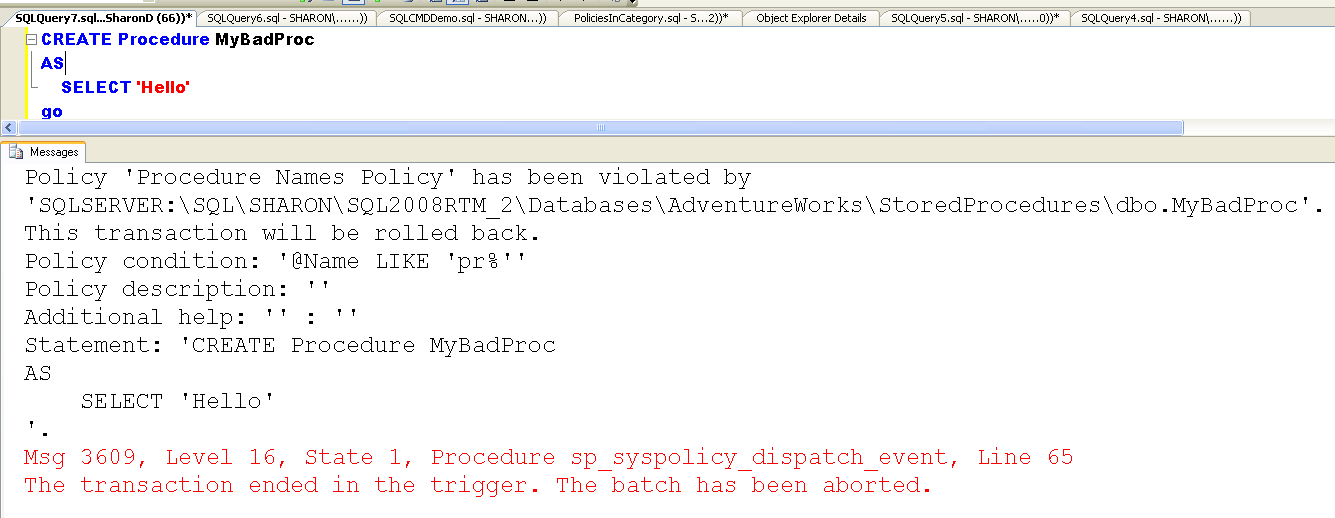 SQLQuery7.sql...SharonD (66))* SQLQuery6.sql - SHARON\......)) SQLCMDDemo.sql - SHARON...)) PoliciesInCategory.sql - S...2))* Object Explorer Details SQLQuery5.sql - SHARON\.....0))* SQLQuery4.sql - SHARON\......))
CREATE Procedure MyBadProc
AS
SELECT 'Hello'
go
Messages
Policy 'Procedure Names Policy' has been violated by
'SQLSERVER:\SQL\SHARON\SQL2008RTM_2\Databases\AdventureWorks\StoredProcedures\dbo.MyBadProc'.
This transaction will be rolled back.
Policy condition: '@Name LIKE 'pr%''
Policy description: ''
Additional help: '' : ''
Statement: 'CREATE Procedure MyBadProc
AS
SELECT 'Hello'
'.
Msg 3609, Level 16, State 1, Procedure sp_syspolicy_dispatch_event, Line 65
The transaction ended in the trigger. The batch has been aborted.